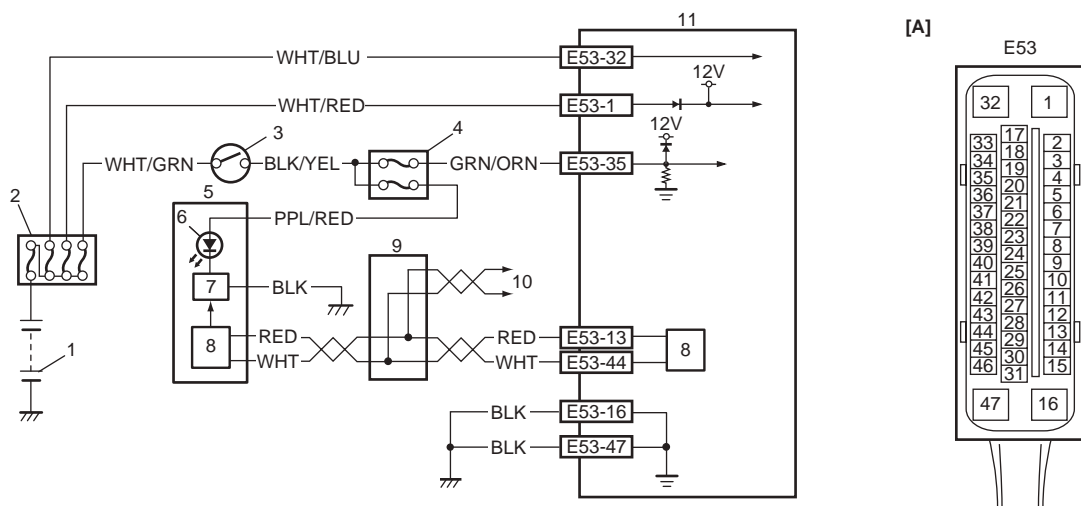 11
[A]
E53
WHT/BLU
E53-32
12V
WHT/RED
E53-1
12V
3
4
WHT/GRN
BLK/YEL
GRN/ORN
E53-35
5
2
6
PPL/RED
9
10
7
BLK
1
8
RED
WHT
RED
WHT
E53-13
E53-44
8
BLK
E53-16
BLK
E53-47
32
1
33
34
35
36
37
38
39
40
41
42
43
44
45
46
17
18
19
20
21
22
23
24
25
26
27
28
29
30
31
2
3
4
5
6
7
8
9
10
11
12
13
14
15
47
16